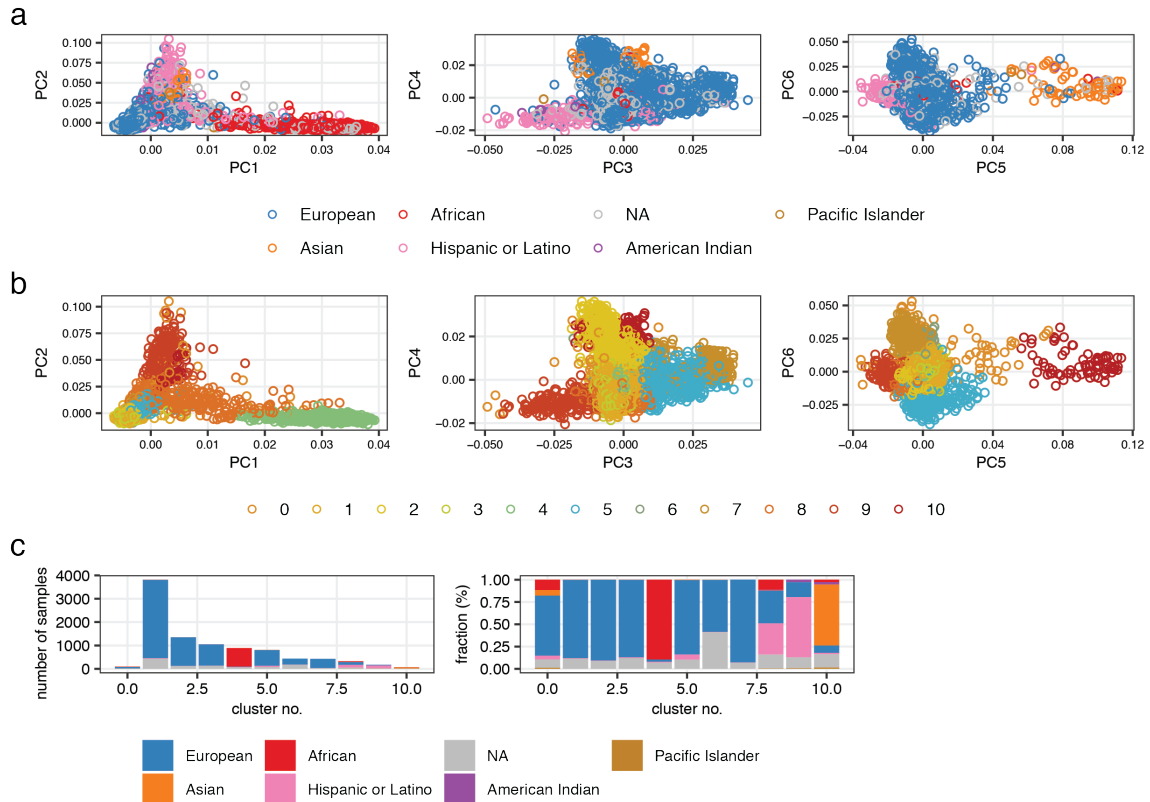 a
PC2
0.100
0.075
0.050
0.025
0.000
0.00 0.01 0.02 0.03 0.04
PC1
PC4
0.02
0.00
−0.02
−0.050 −0.025 0.000 0.025
PC3
PC6
0.050
0.025
0.000
−0.025
−0.04 0.00 0.04 0.08 0.12
PC5
European African NA Pacific Islander
Asian Hispanic or Latino American Indian
b
PC2
0.100
0.075
0.050
0.025
0.000
0.00 0.01 0.02 0.03 0.04
PC1
PC4
0.02
0.00
−0.02
−0.050 −0.025 0.000 0.025
PC3
PC6
0.050
0.025
0.000
−0.025
−0.04 0.00 0.04 0.08 0.12
PC5
0 1 2 3 4 5 6 7 8 9 10
c
number of samples
4000
3000
2000
1000
0
0.0 2.5 5.0 7.5 10.0
cluster no.
fraction (%)
1.00
0.75
0.50
0.25
0.00
0.0 2.5 5.0 7.5 10.0
cluster no.
European African NA Pacific Islander
Asian Hispanic or Latino American Indian